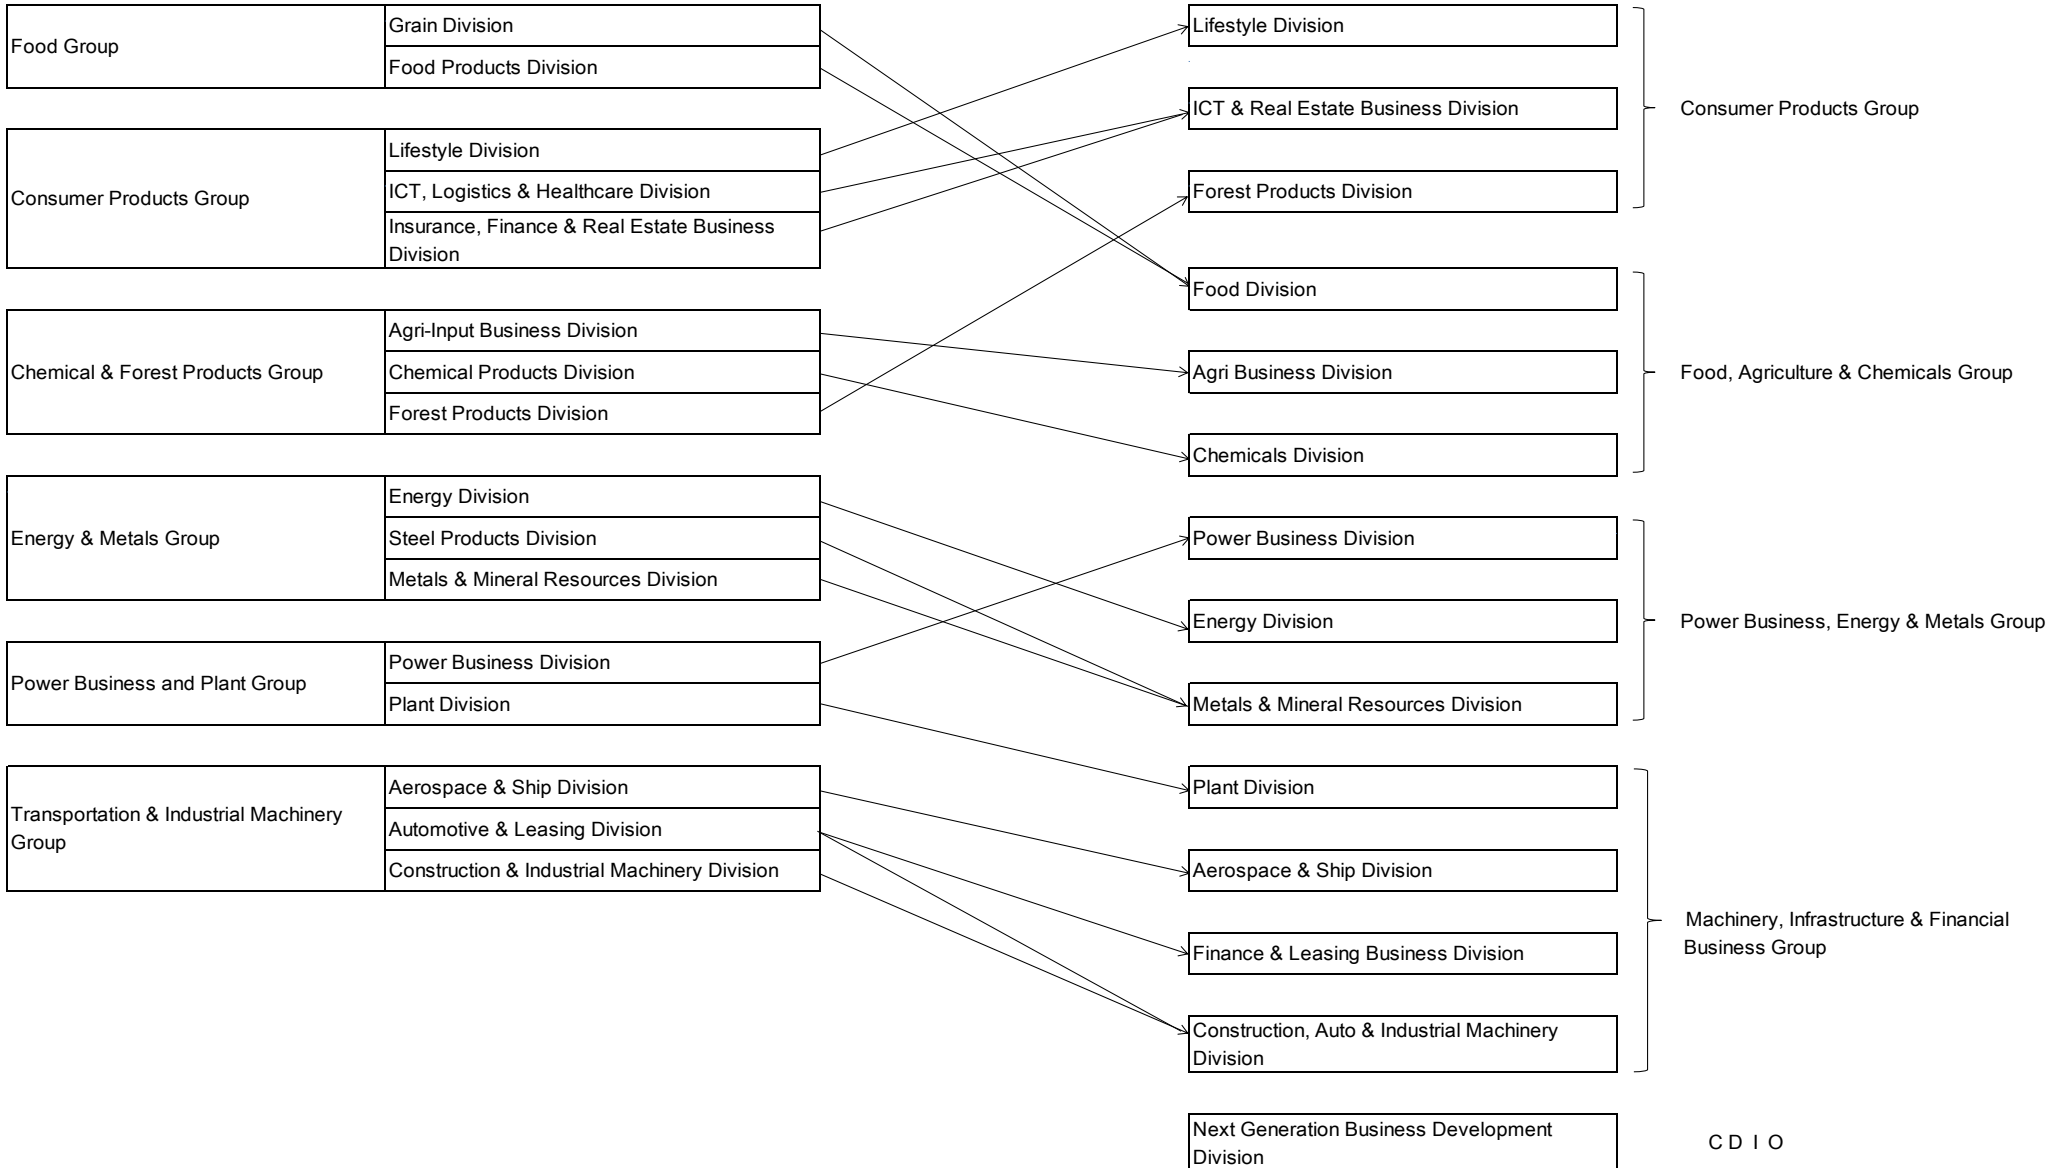 Food Group
Grain Division
Food Products Division
Consumer Products Group
Lifestyle Division
ICT, Logistics & Healthcare Division
Insurance, Finance & Real Estate Business
Division
Chemical & Forest Products Group
Agri-Input Business Division
Chemical Products Division
Forest Products Division
Energy & Metals Group
Energy Division
Steel Products Division
Metals & Mineral Resources Division
Power Business and Plant Group
Power Business Division
Plant Division
Transportation & Industrial Machinery
Group
Aerospace & Ship Division
Automotive & Leasing Division
Construction & Industrial Machinery Division
Lifestyle Division
ICT & Real Estate Business Division
Forest Products Division
Consumer Products Group
Food Division
Agri Business Division
Chemicals Division
Food, Agriculture & Chemicals Group
Power Business Division
Energy Division
Metals & Mineral Resources Division
Power Business, Energy & Metals Group
Plant Division
Aerospace & Ship Division
Finance & Leasing Business Division
Construction, Auto & Industrial Machinery
Division
Machinery, Infrastructure & Financial
Business Group
Next Generation Business Development
Division
CDIO